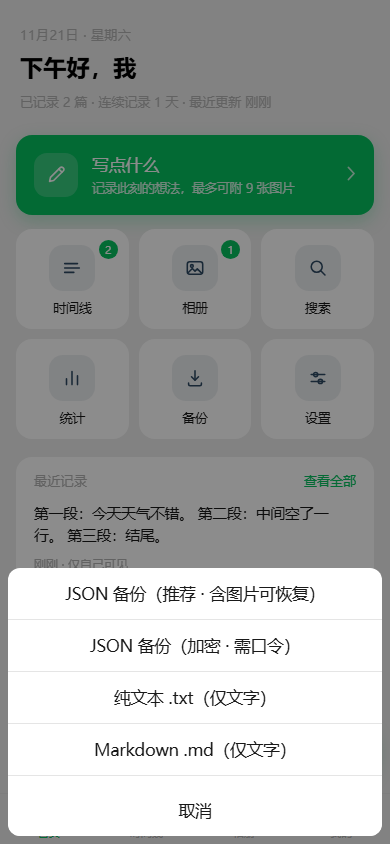 11月21日 · 星期六
下午好，我
已记录 2 篇 · 连续记录 1 天 · 最近更新 刚刚
写点什么
记录此刻的想法，最多可附 9 张图片
2
1
时间线
相册
搜索
统计
备份
设置
最近记录
查看全部
第一段：今天天气不错。 第二段：中间空了一
行。 第三段：结尾。
刚刚 · 仅自己可见
JSON 备份（推荐 · 含图片可恢复）
JSON 备份（加密 · 需口令）
纯文本 .txt（仅文字）
Markdown .md（仅文字）
取消